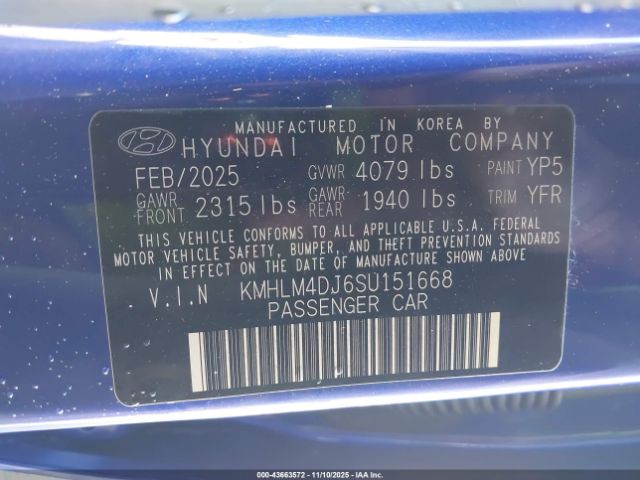 MANUFACTURED IN KOREA BY
HYUNDAI MOTOR COMPANY
FEB/2025 GVWR 4079 lbs PAINT YP5
GAWR FRONT 2315 lbs GAWR REAR 1940 lbs TRIM YFR
THIS VEHICLE CONFORMS TO ALL APPLICABLE U.S.A. FEDERAL
MOTOR VEHICLE SAFETY, BUMPER, AND THEFT PREVENTION STANDARDS
IN EFFECT ON THE DATE OF MANUFACTURE SHOWN ABOVE.
V.I.N KMHLM4DJ6SU151668
PASSENGER CAR
000-43663572 — 11/10/2025 — IAAI.COM